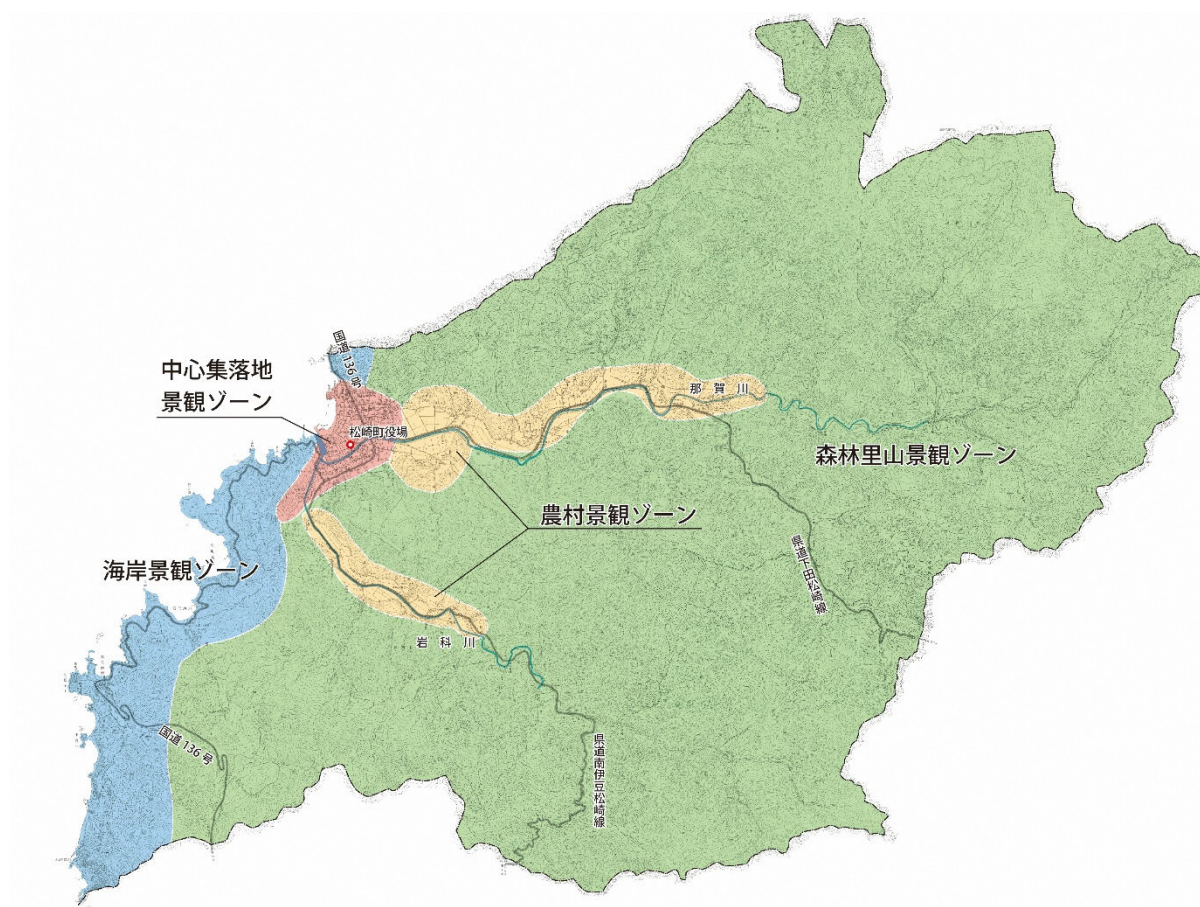 国道136号
中心集落地
景観ゾーン
松崎町役場
那賀川
森林里山景観ゾーン
農村景観ゾーン
県道下田松崎線
海岸景観ゾーン
岩科川
国道136号
県道南伊豆松崎線